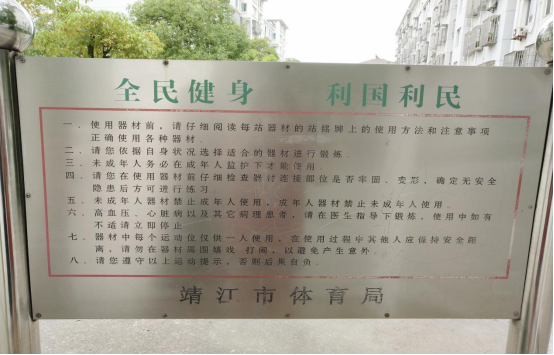 全民健身 利国利民
一、使用器材前，请仔细阅读每站器材的站摇牌上的使用方法和注意事项
正确使用各种器材
二、请您依据自身状况选择适合的器材进行锻炼.
三、未成年人务必在成年人监护下才能使用
四、请您在使用器材前仔细检查器讨连接部位是否牢固、变形，确定无安全
隐患后方可进行练习
五、未成年人器材禁止成年人使用，成年人器材禁止未成年人使用.
六、高血压、心脏病以及其它病理患者，请在医生指导下锻炼，使用中如有
不适请立即停止
七、器材中每个运动位仅供一人使用，在使用过程中其他人应保持安全距
离，请勿在器材周围嬉戏 打闹，以避免产生意外.
八、请您遵守以上运动提示，否则后果自负.
靖江市体育局